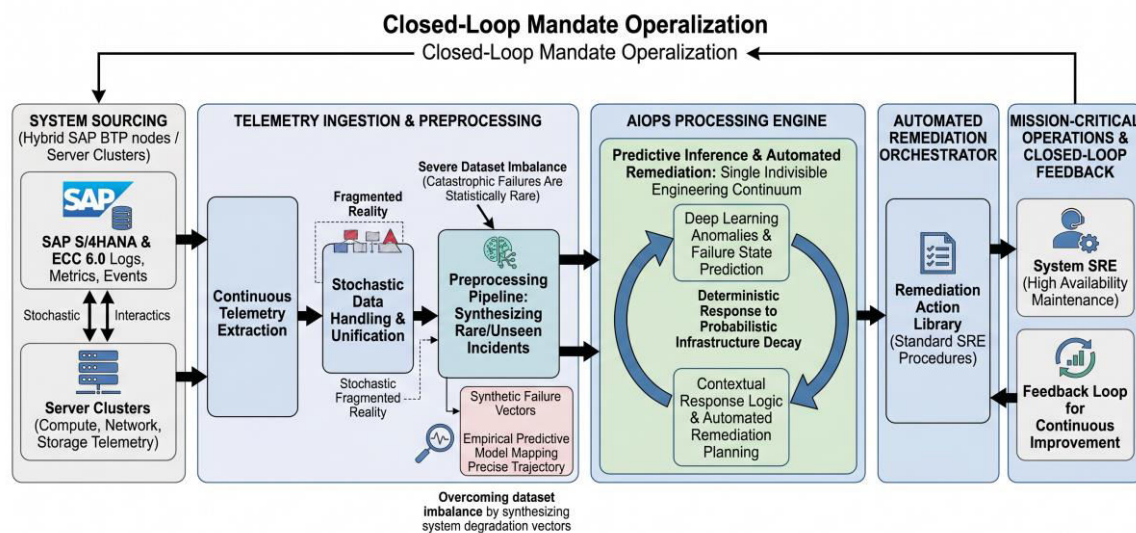 Closed-Loop Mandate Operalization
Closed-Loop Mandate Operalization
SYSTEM SOURCING
(Hybrid SAP BTP nodes /
Server Clusters)
SAP
SAP S/4HANA &
ECC 6.0 Logs,
Metrics, Events
Stochastic
Interactics
Server Clusters
(Compute, Network,
Storage Telemetry)
TELEMETRY INGESTION & PREPROCESSING
Continuous
Telemetry
Extraction
Fragmented
Reality
Stochastic
Data
Handling &
Unification
Severe Dataset Imbalance
(Catastrophic Failures Are
Statistically Rare)
Preprocessing
Pipeline:
Synthesizing
Rare/Unseen
Incidents
Stochastic
Fragmented
Reality
Synthetic Failure
Vectors
Empirical Predictive
Model Mapping
Precise Trajectory
Overcoming dataset
imbalance by synthesizing
system degradation vectors
AIOPS PROCESSING ENGINE
Predictive Inference & Automated
Remediation: Single Indivisible
Engineering Continuum
Deep Learning
Anomalies &
Failure State
Prediction
Deterministic
Response to
Probabilistic
Infrastructure Decay
Contextual
Response Logic
& Automated
Remediation
Planning
AUTOMATED
REMEDIATION
ORCHESTRATOR
Remediation
Action
Library
(Standard SRE
Procedures)
MISSION-CRITICAL
OPERATIONS &
CLOSED-LOOP
FEEDBACK
System SRE
(High Availability
Maintenance)
Feedback Loop
for
Continuous
Improvement